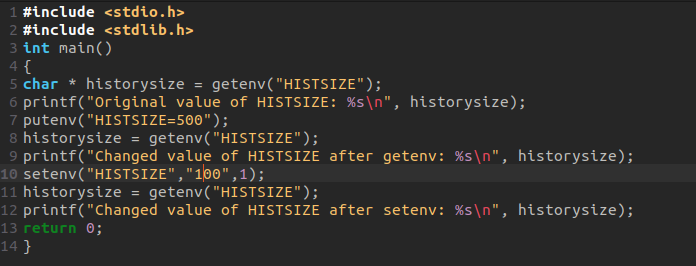 1 #include <stdio.h>
2 #include <stdlib.h>
3 int main()
4 {
5 char * historysize = getenv("HISTSIZE");
6 printf("Original value of HISTSIZE: %s\n", historysize);
7 putenv("HISTSIZE=500");
8 historysize = getenv("HISTSIZE");
9 printf("Changed value of HISTSIZE after getenv: %s\n", historysize);
10 setenv("HISTSIZE","100",1);
11 historysize = getenv("HISTSIZE");
12 printf("Changed value of HISTSIZE after setenv: %s\n", historysize);
13 return 0;
14 }